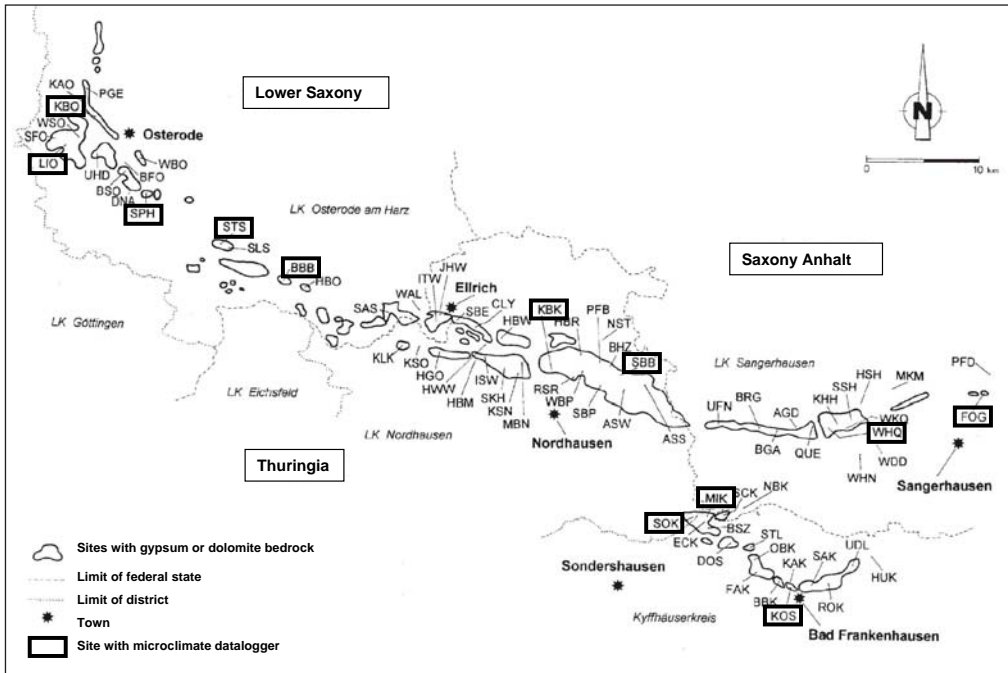 KAO
PGE
KBO
WSO
SFO
LIO
UHD
Osterode
WBO
BFO
BSO
DNA
SPH
Lower Saxony
N
0 10
km
LK Osterode am Harz
STS
SLS
BBB
HBO
LK Göttingen
LK Eichsfeld
Saxony Anhalt
SAS
WAL
ITW
JHW
Ellrich
SBE
CLY
HBW
KBK
HBR
PFB
NST
BHZ
SBB
KLK
KSO
HGO
HWW
HBM
ISW
SKH
KSN
MBN
RSR
WBP
SBP
ASW
ASS
Nordhausen
LK Nordhausen
Thuringia
LK Sangerhausen
UFN
BRG
BGA
AGD
QUE
KHH
SSH
HSH
MKM
WKO
WHQ
WDD
WHN
PFD
FOG
Sangerhausen
MIK
SCK
NBK
SOK
ECK
BSZ
DOS
STL
OBK
KAK
SAK
UDL
HUK
FAK
BBK
KOS
ROK
Bad Frankenhausen
Sondershausen
Kyffhäuserkreis
Sites with gypsum or dolomite bedrock
Limit of federal state
Limit of district
Town
Site with microclimate datalogger